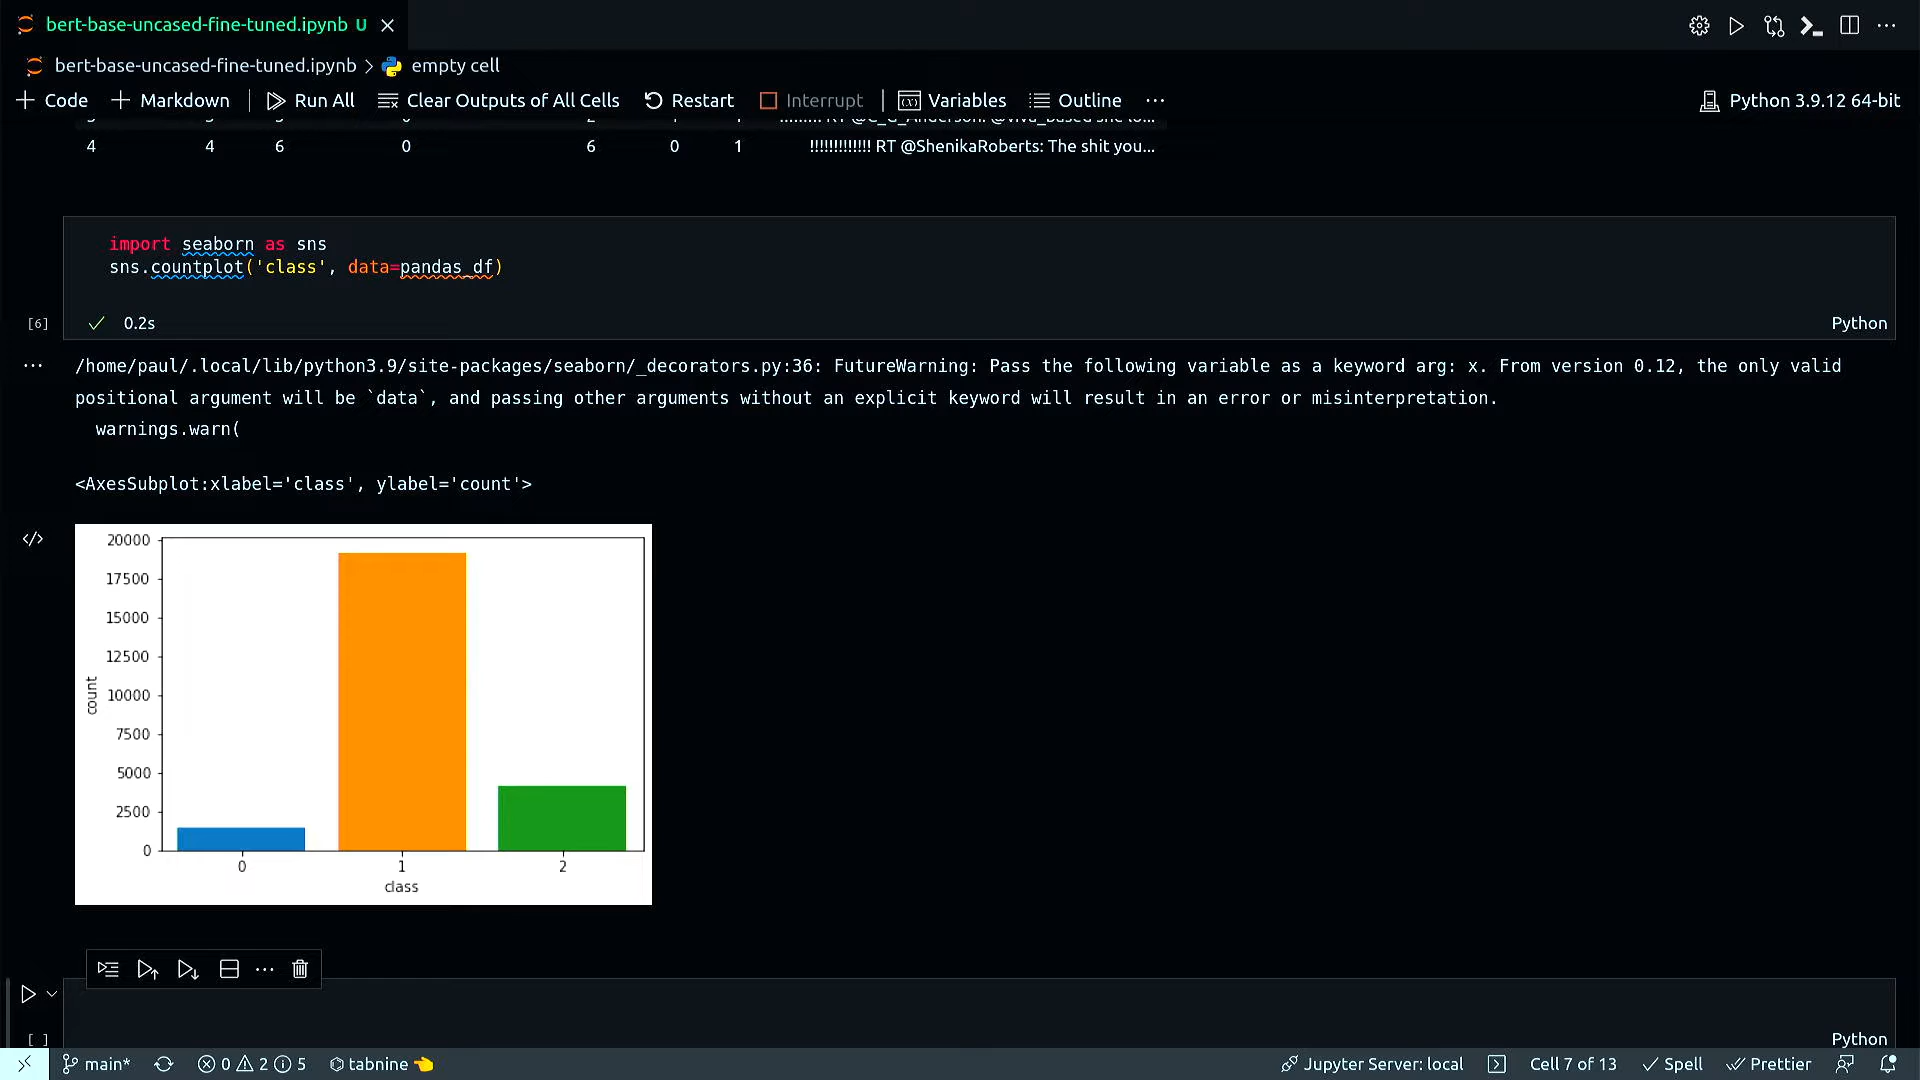 bert-base-uncased-fine-tuned.ipynb U
bert-base-uncased-fine-tuned.ipynb > empty cell
+ Code + Markdown | Run All Clear Outputs of All Cells Restart Interrupt | Variables Outline ... Python 3.9.12 64-bit
4 4 6 0 6 0 1 !!!!!!!!!!!!! RT @ShenikaRoberts: The shit you...
import seaborn as sns
sns.countplot('class', data=pandas_df)
[6] 0.2s Python
/home/paul/.local/lib/python3.9/site-packages/seaborn/_decorators.py:36: FutureWarning: Pass the following variable as a keyword arg: x. From version 0.12, the only valid
positional argument will be `data`, and passing other arguments without an explicit keyword will result in an error or misinterpretation.
warnings.warn(
<AxesSubplot:xlabel='class', ylabel='count'>
20000
17500
15000
12500
10000
7500
5000
2500
0
count
0 1 2
class
[ ] Python
main* 0 2 5 tabnine Jupyter Server: local Cell 7 of 13 Spell Prettier